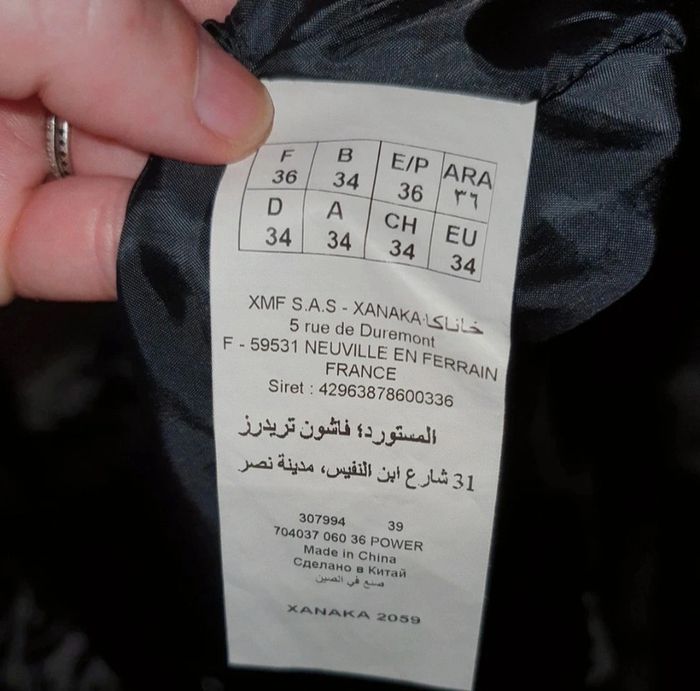 F B E/P ARA
36 34 36 ٣٦
D A CH EU
34 34 34 34
XMF S.A.S - XANAKA خاناكا
5 rue de Duremont
F - 59531 NEUVILLE EN FERRAIN
FRANCE
Siret : 42963878600336
المستورد؛ فاشون تريدرز
31 شارع ابن النفيس، مدينة نصر
307994 39
704037 060 36 POWER
Made in China
Сделано в Китай
صنع في الصين
XANAKA 2059